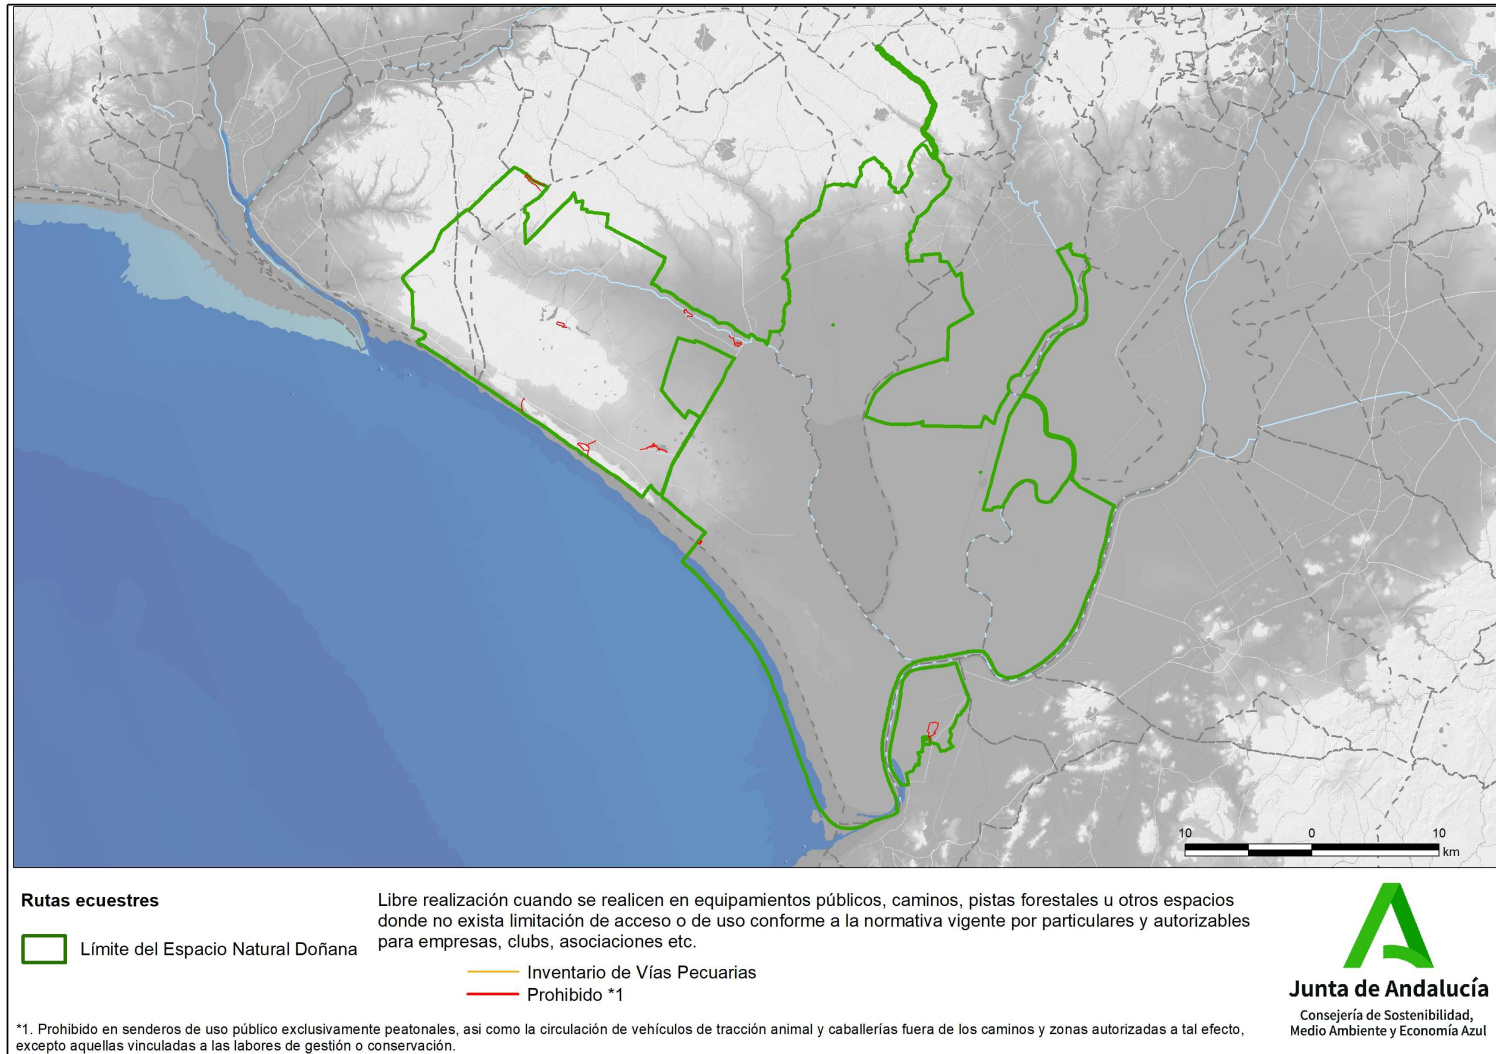 10 0 10
km
Rutas ecuestres
Límite del Espacio Natural Doñana
Libre realización cuando se realicen en equipamientos públicos, caminos, pistas forestales u otros espacios
donde no exista limitación de acceso o de uso conforme a la normativa vigente por particulares y autorizables
para empresas, clubs, asociaciones etc.
Inventario de Vías Pecuarias
Prohibido *1
Junta de Andalucía
Consejería de Sostenibilidad,
Medio Ambiente y Economía Azul
*1. Prohibido en senderos de uso público exclusivamente peatonales, asi como la circulación de vehículos de tracción animal y caballerías fuera de los caminos y zonas autorizadas a tal efecto,
excepto aquellas vinculadas a las labores de gestión o conservación.